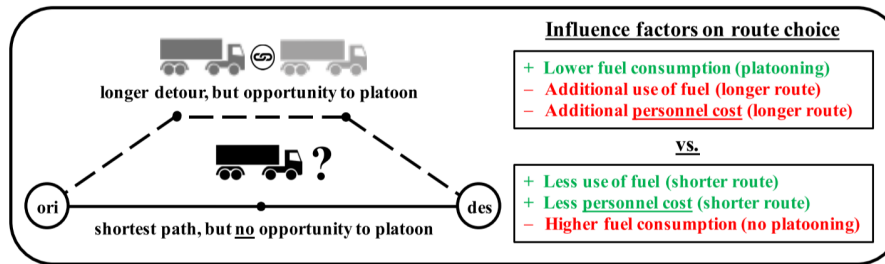 longer detour, but opportunity to platoon
?
ori
des
shortest path, but no opportunity to platoon
Influence factors on route choice
+ Lower fuel consumption (platooning)
– Additional use of fuel (longer route)
– Additional personnel cost (longer route)
vs.
+ Less use of fuel (shorter route)
+ Less personnel cost (shorter route)
– Higher fuel consumption (no platooning)